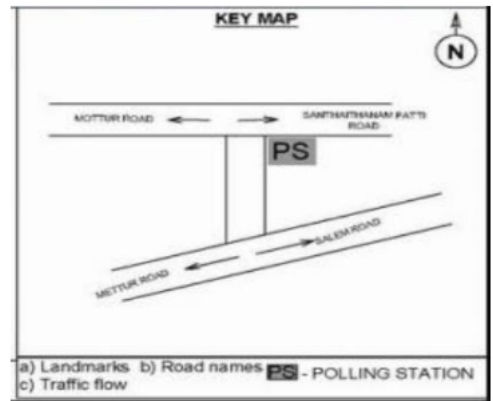 KEY MAP
N
MOTTUR ROAD
SANTHAITHANAM PATTI
ROAD
PS
SALEM ROAD
METTUR ROAD
a) Landmarks b) Road names PS - POLLING STATION
c) Traffic flow